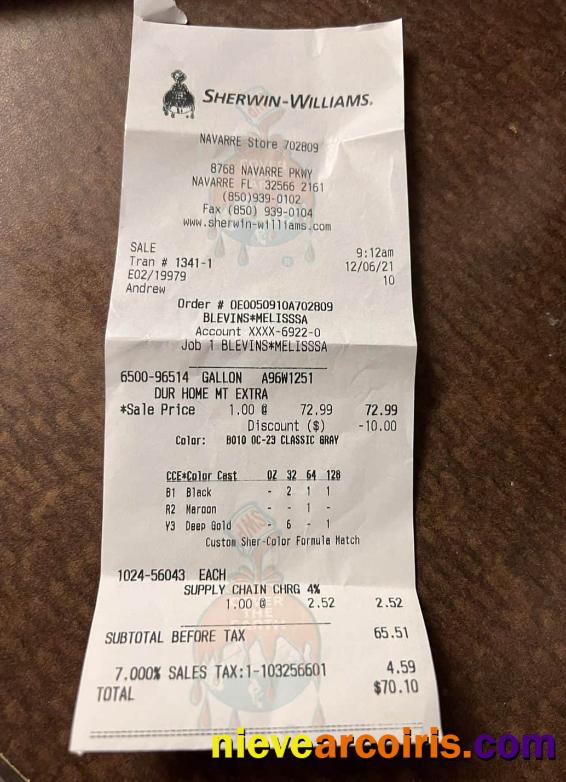 SHERWIN-WILLIAMS.
NAVARRE Store 702809
8768 NAVARRE PKWY
NAVARRE FL 32566 2161
(850)939-0102
Fax (850) 939-0104
www.sherwin-williams.com
SALE 9:12am
Tran # 1341-1 12/06/21
E02/19979 10
Andrew
Order # OE0050910A702809
BLEVINS*MELISSSA
Account XXXX-6922-0
Job 1 BLEVINS*MELISSSA
6500-96514 GALLON A96W1251
DUR HOME MT EXTRA
*Sale Price 1.00 @ 72.99 72.99
Discount ($) -10.00
Color: B010 OC-23 CLASSIC GRAY
CCE*Color Cast OZ 32 64 128
B1 Black - 2 1 1
R2 Maroon - - 1 -
Y3 Deep Gold - 6 - 1
Custom Sher-Color Formula Match
1024-56043 EACH
SUPPLY CHAIN CHRG 4%
1.00 @ 2.52 2.52
SUBTOTAL BEFORE TAX 65.51
7.000% SALES TAX:1-103256601 4.59
TOTAL $70.10
nievearcoiris.com